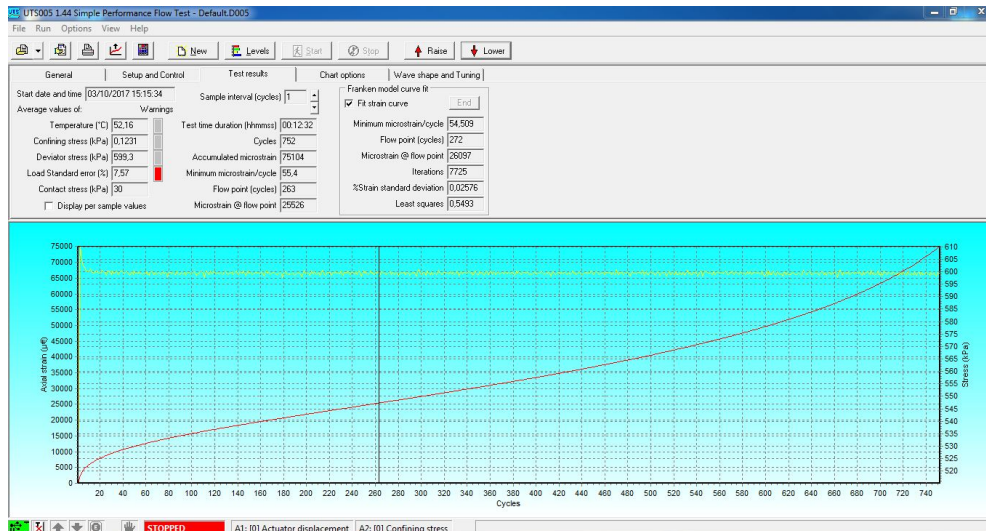 UTS005 1.44 Simple Performance Flow Test - Default.D005
File Run Options View Help
New Levels Start Stop Raise Lower
General Setup and Control Test results Chart options Wave shape and Tuning
Start date and time 03/10/2017 15:15:34
Average values of: Warnings
Temperature (°C) 52,16
Confining stress (kPa) 0,1231
Deviator stress (kPa) 599,3
Load Standard error (%) 7,57
Contact stress (kPa) 30
Display per sample values
Sample interval (cycles) 1
Test time duration (hhmmss) 00:12:32
Cycles 752
Accumulated microstrain 75104
Minimum microstrain/cycle 55,4
Flow point (cycles) 263
Microstrain @ flow point 25526
Franken model curve fit
Fit strain curve End
Minimum microstrain/cycle 54,509
Flow point (cycles) 272
Microstrain @ flow point 26097
Iterations 7725
%Strain standard deviation 0,02576
Least squares 0,5493
Axial strain (µε)
75000
70000
65000
60000
55000
50000
45000
40000
35000
30000
25000
20000
15000
10000
5000
0
20 40 60 80 100 120 140 160 180 200 220 240 260 280 300 320 340 360 380 400 420 440 460 480 500 520 540 560 580 600 620 640 660 680 700 720 740
Cycles
610
605
600
595
590
585
580
575
570
565
560
555
550
545
540
535
530
525
520
Stress (kPa)
STOPPED A1: [0] Actuator displacement A2: [0] Confining stress